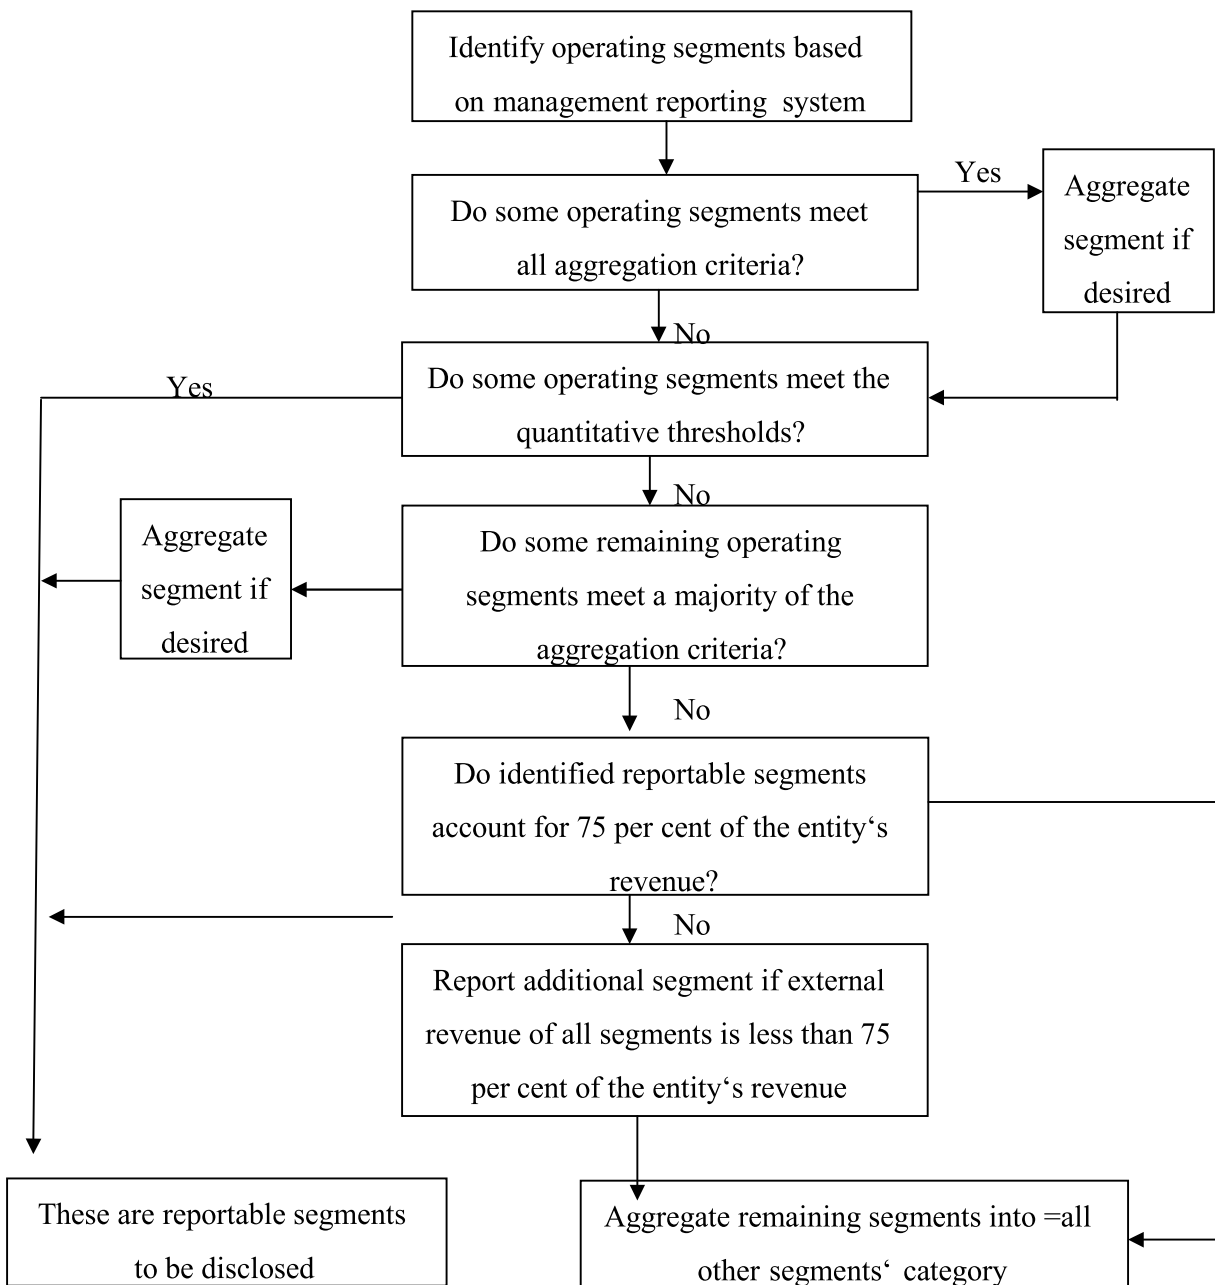 Identify operating segments based
on management reporting system
Yes
Aggregate
segment if
desired
Do some operating segments meet
all aggregation criteria?
No
Yes
Do some operating segments meet the
quantitative thresholds?
No
Aggregate
segment if
desired
Do some remaining operating
segments meet a majority of the
aggregation criteria?
No
Do identified reportable segments
account for 75 per cent of the entity‘s
revenue?
No
Report additional segment if external
revenue of all segments is less than 75
per cent of the entity‘s revenue
These are reportable segments
to be disclosed
Aggregate remaining segments into =all
other segments‘ category